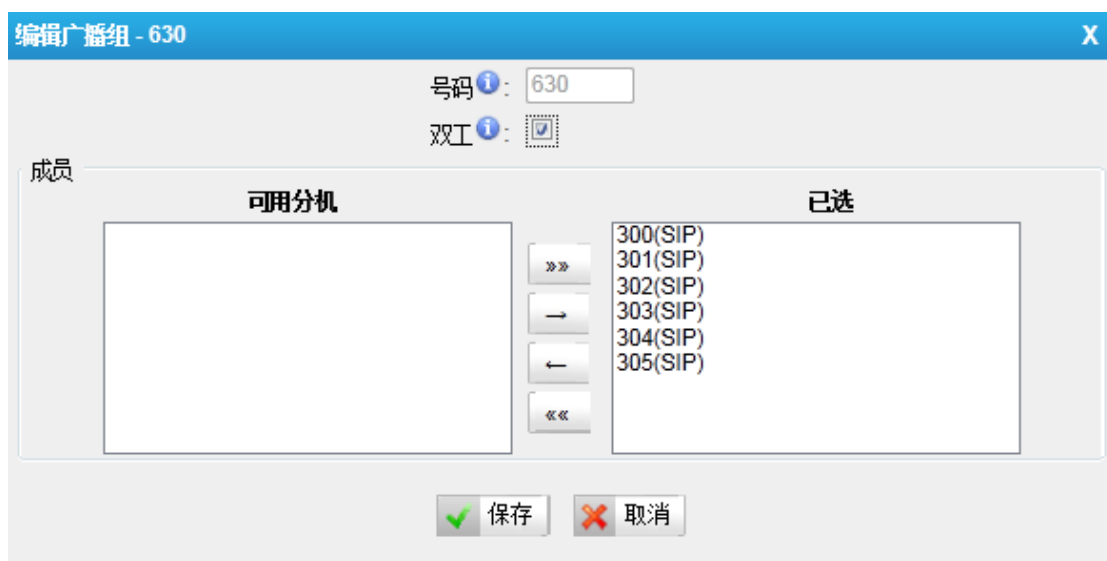 编辑广播组 - 630 X
号码 : 630
双工 :
成员
可用分机 已选
300(SIP)
301(SIP)
302(SIP)
303(SIP)
304(SIP)
305(SIP)
»»
→
←
««
保存 取消